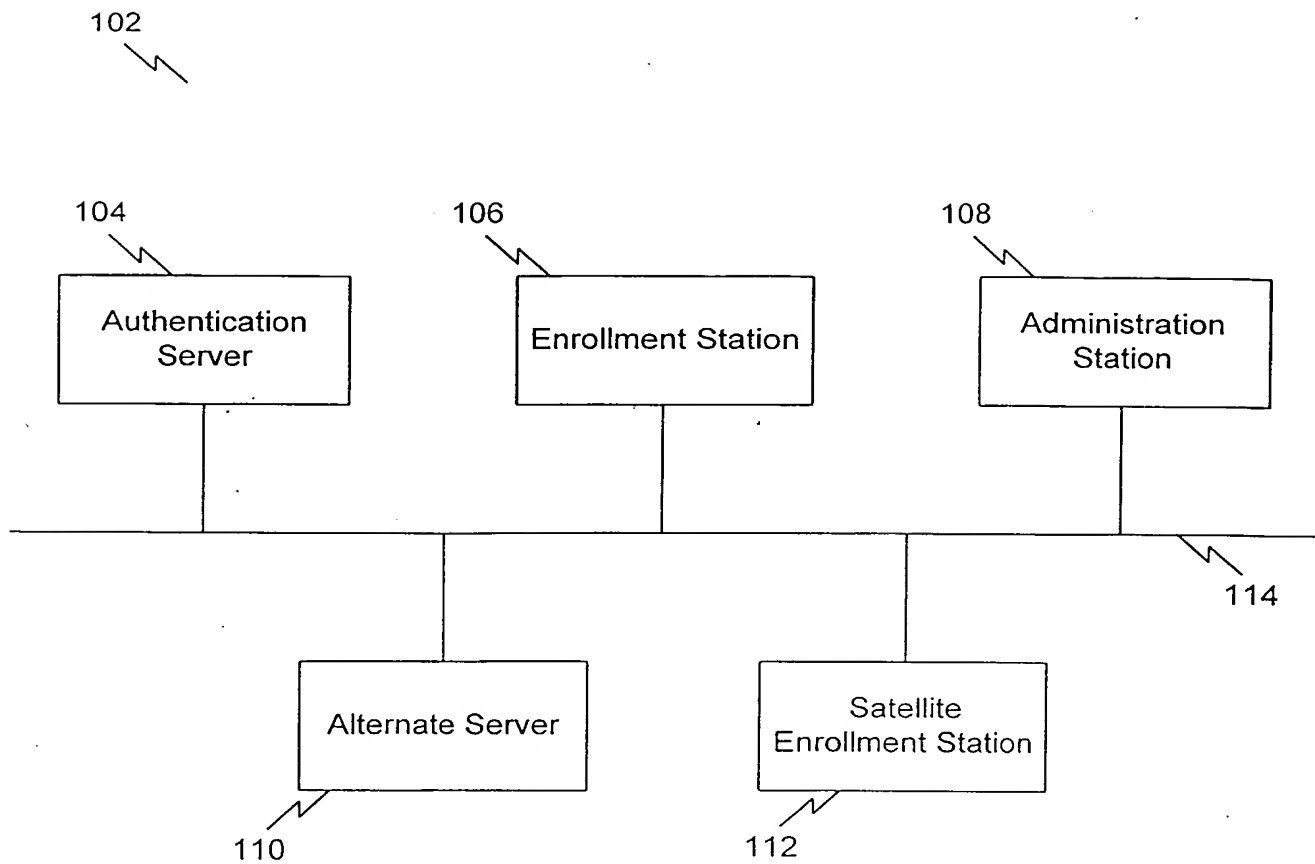 102
104
106
108
Authentication
Server
Enrollment Station
Administration
Station
114
Alternate Server
Satellite
Enrollment Station
110
112